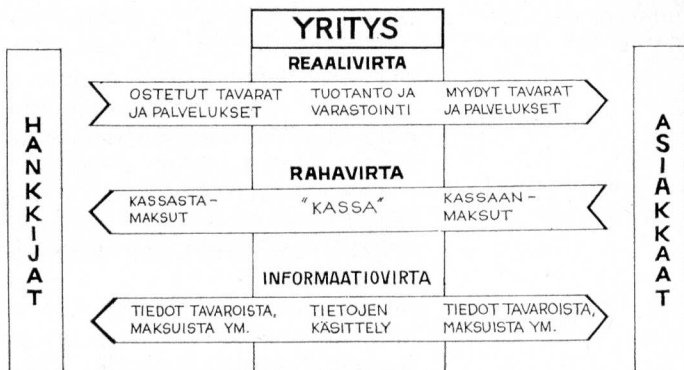 YRITYS
REAALIVIRTA
OSTETUT TAVARAT
JA PALVELUKSET
TUOTANTO JA
VARASTOINTI
MYYDYT TAVARAT
JA PALVELUKSET
HANKKIJAT
ASIAKKAAT
RAHAVIRTA
KASSASTA-
MAKSUT
"KASSA"
KASSAAN-
MAKSUT
INFORMAATIOVIRTA
TIEDOT TAVAROISTA,
MAKSUISTA YM.
TIETOJEN
KÄSITTELY
TIEDOT TAVAROISTA,
MAKSUISTA YM.